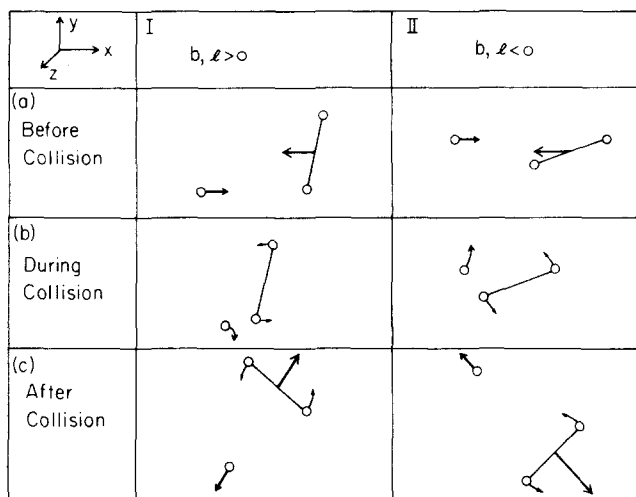 y
x
z
I
b, ℓ>o
II
b, ℓ<o
(a)
Before
Collision
(b)
During
Collision
(c)
After
Collision